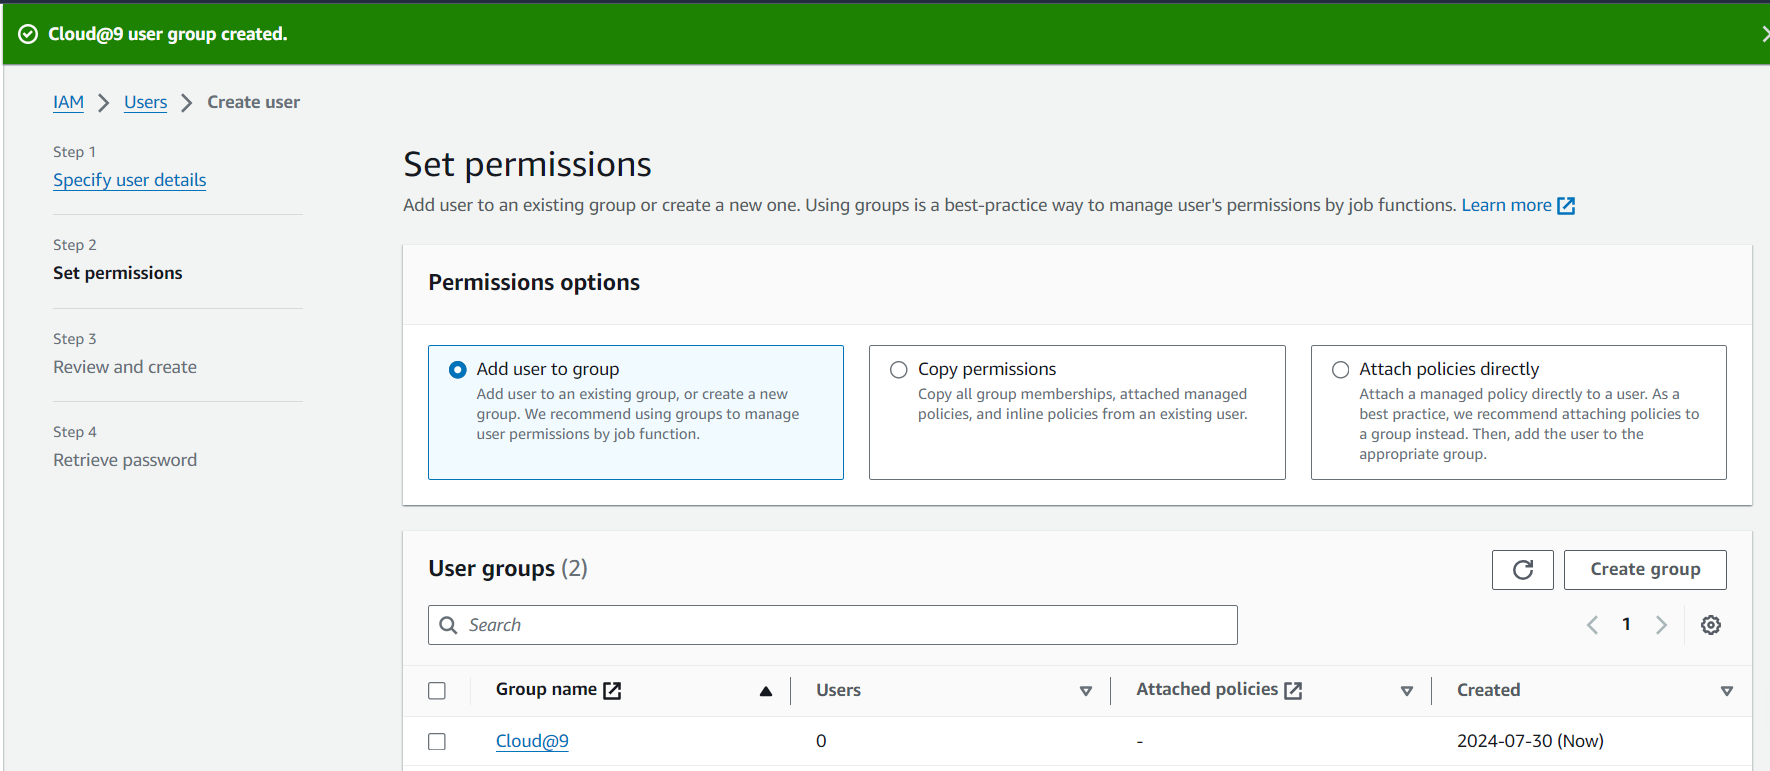 Cloud@9 user group created.
IAM > Users > Create user
Step 1
Specify user details
Step 2
Set permissions
Step 3
Review and create
Step 4
Retrieve password
Set permissions
Add user to an existing group or create a new one. Using groups is a best-practice way to manage user's permissions by job functions. Learn more
Permissions options
Add user to group
Add user to an existing group, or create a new
group. We recommend using groups to manage
user permissions by job function.
Copy permissions
Copy all group memberships, attached managed
policies, and inline policies from an existing user.
Attach policies directly
Attach a managed policy directly to a user. As a
best practice, we recommend attaching policies to
a group instead. Then, add the user to the
appropriate group.
User groups (2)
Create group
Search
1
Group name Users Attached policies Created
Cloud@9 0 - 2024-07-30 (Now)